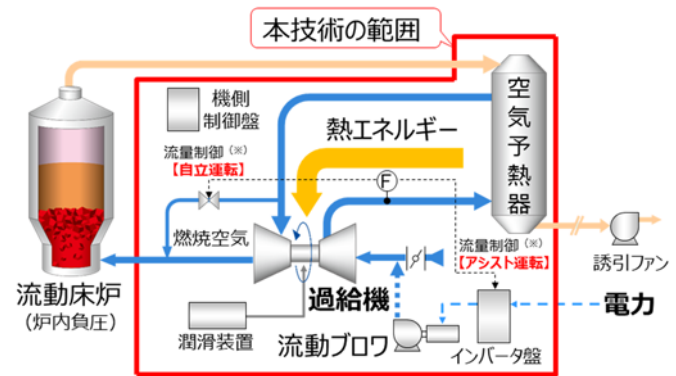 本技術の範囲
機側
制御盤
空気予熱器
熱エネルギー
流量制御（※）
【自立運転】
F
燃焼空気
流量制御（※）
【アシスト運転】
誘引ファン
流動床炉
（炉内負圧）
過給機
電力
潤滑装置
流動ブロワ
インバータ盤